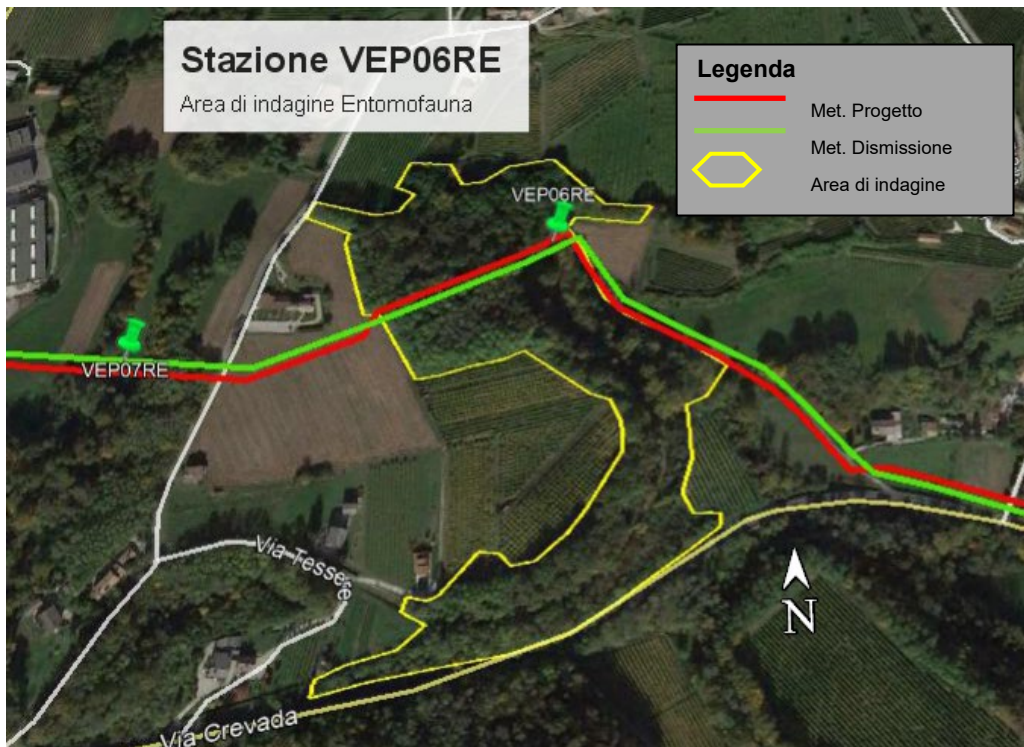 Stazione VEP06RE
Area di indagine Entomofauna
Legenda
Met. Progetto
Met. Dismissione
Area di indagine
VEP06RE
VEP07RE
Via Tessere
N
Via Crevada